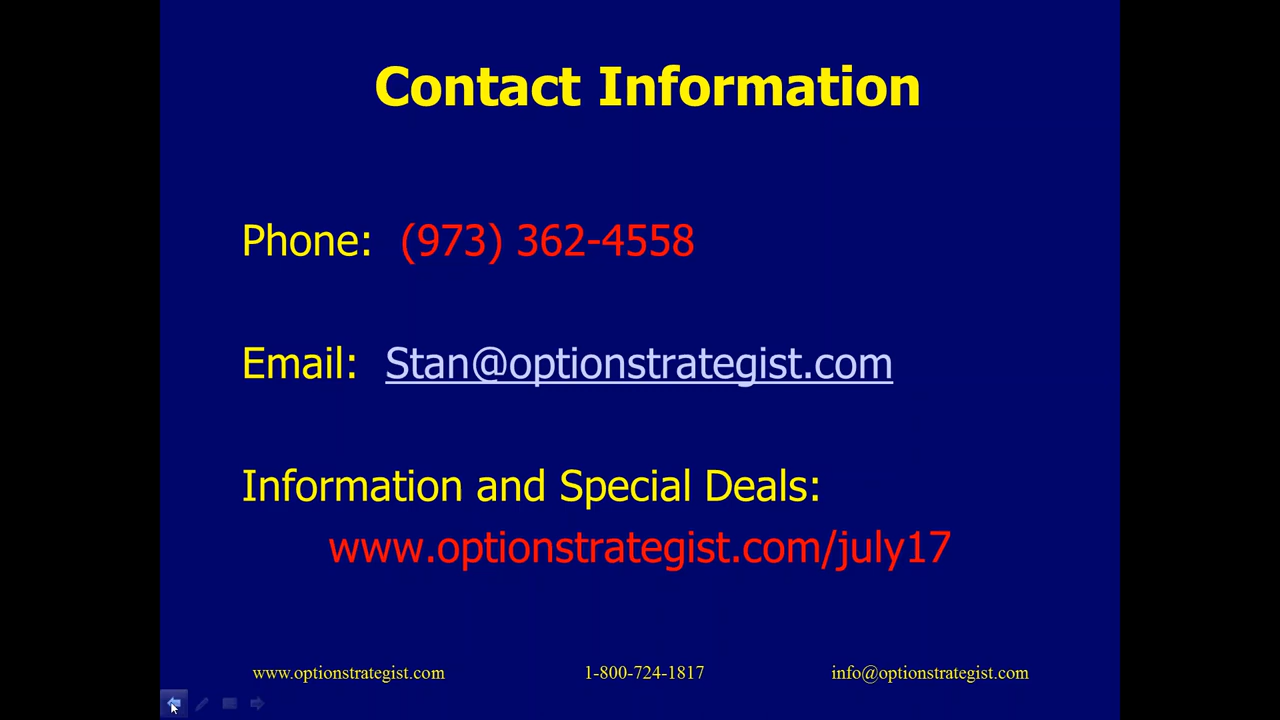 Contact Information
Phone: (973) 362-4558
Email: Stan@optionstrategist.com
Information and Special Deals:
www.optionstrategist.com/july17
www.optionstrategist.com 1-800-724-1817 info@optionstrategist.com